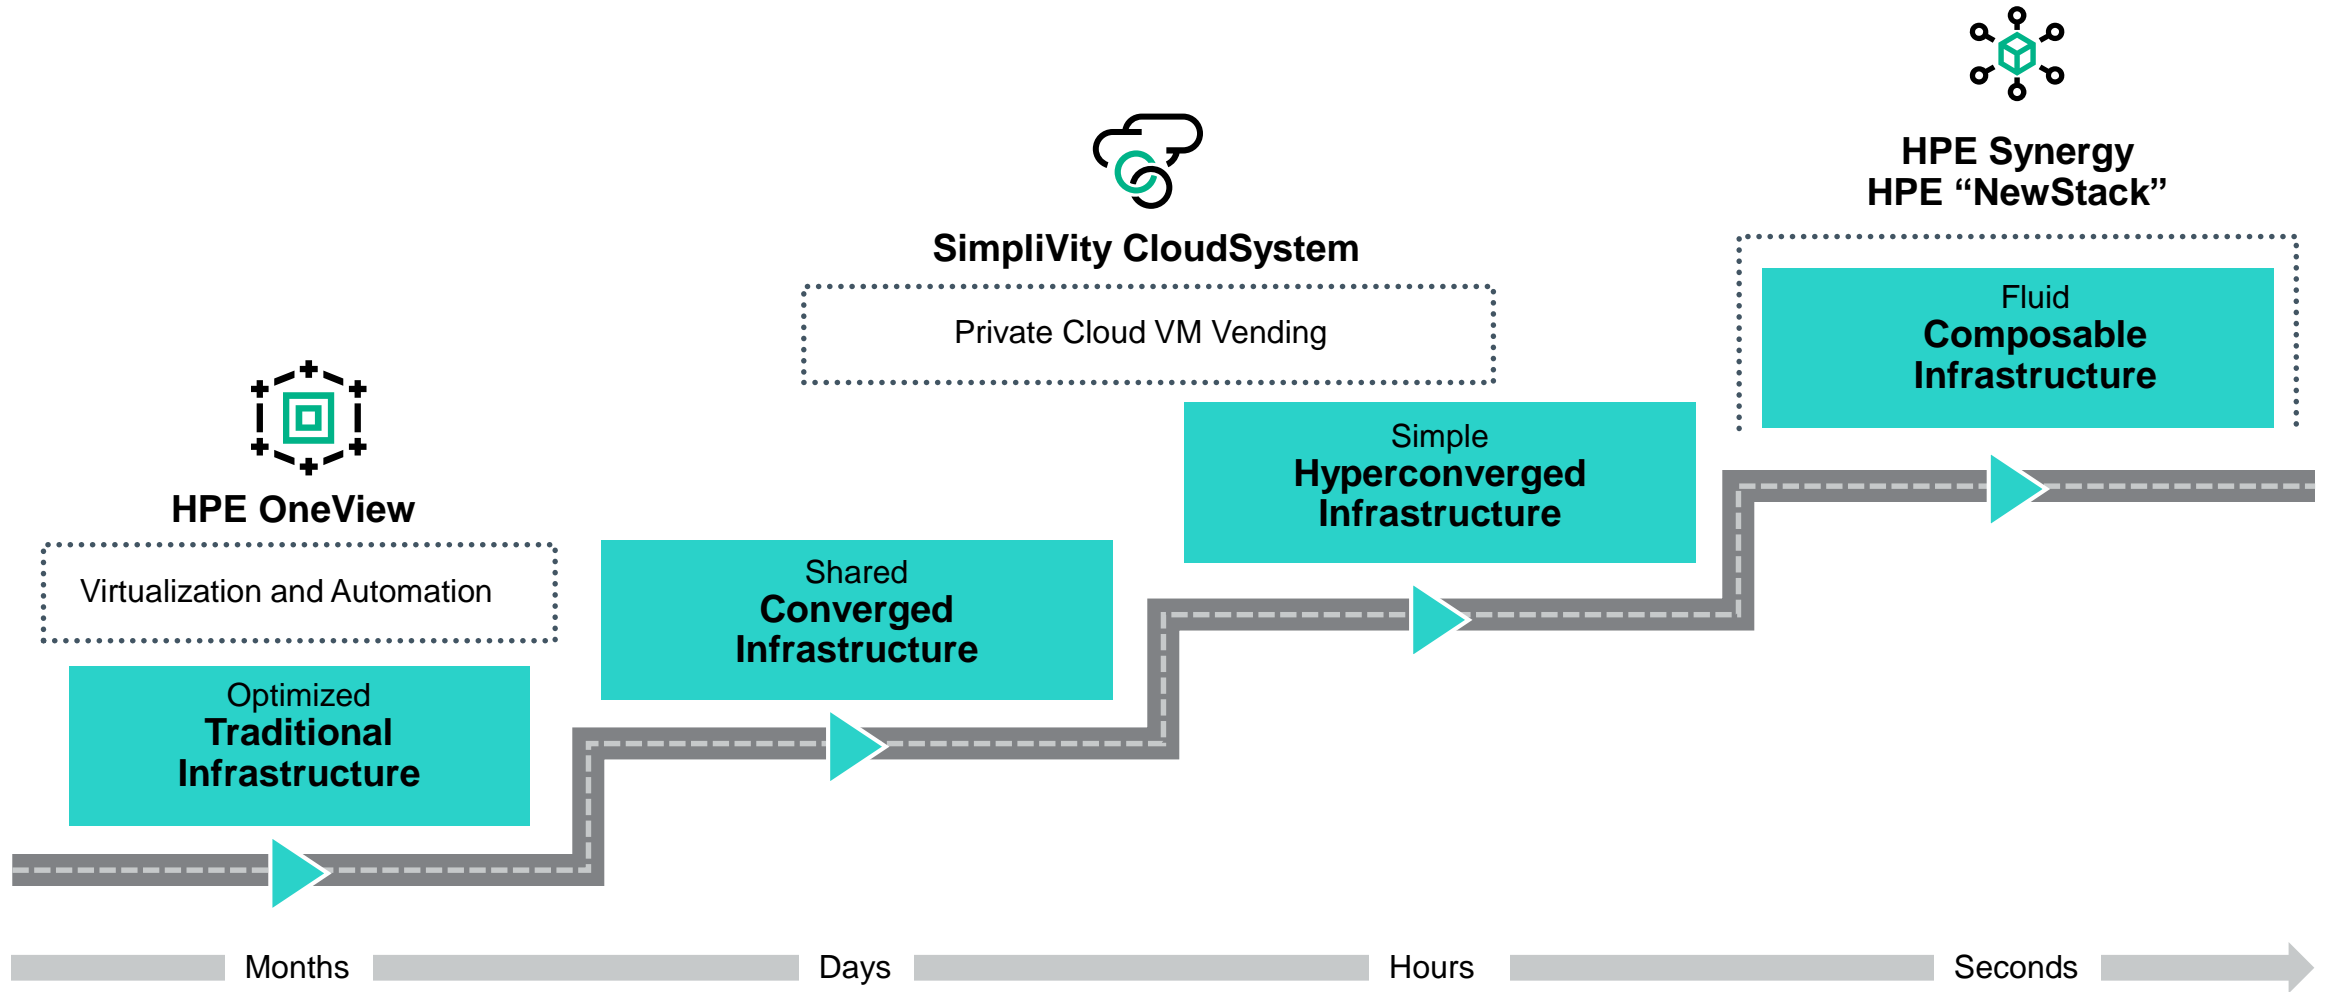 HPE Synergy
HPE “NewStack”
Fluid
Composable
Infrastructure
SimpliVity CloudSystem
Private Cloud VM Vending
Simple
Hyperconverged
Infrastructure
HPE OneView
Virtualization and Automation
Shared
Converged
Infrastructure
Optimized
Traditional
Infrastructure
Months
Days
Hours
Seconds